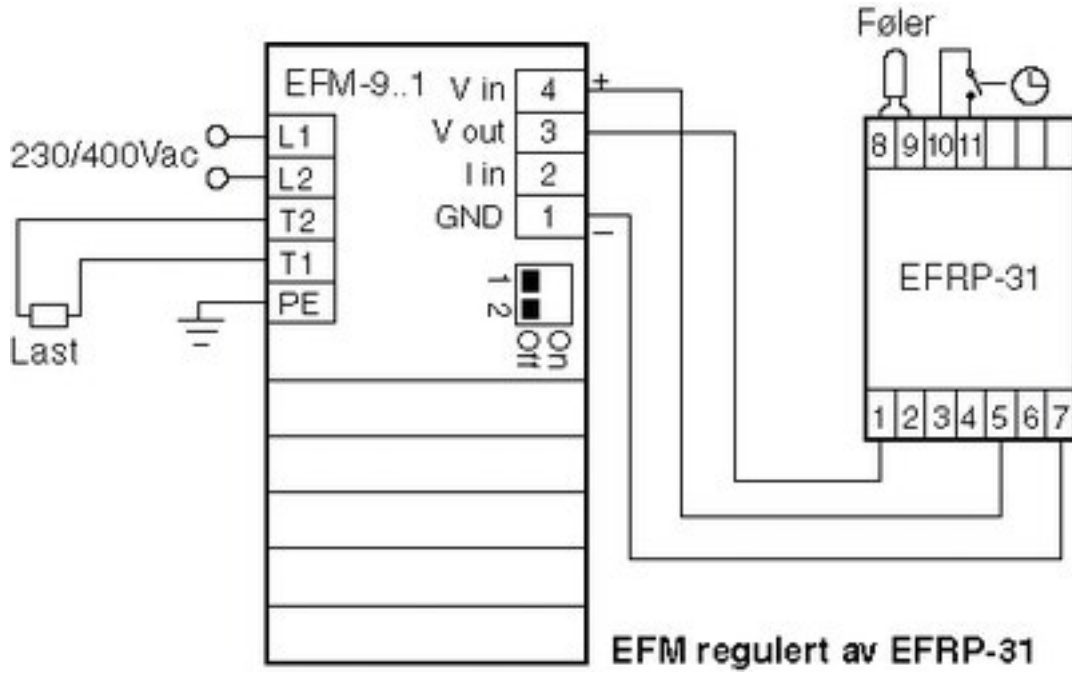 Føler
EFM-9..1
V in 4 +
V out 3
I in 2
GND 1 –
230/400Vac
L1
L2
T2
T1
PE
Last
1
2
Off
On
8 9 10 11
EFRP-31
1 2 3 4 5 6 7
EFM regulert av EFRP-31